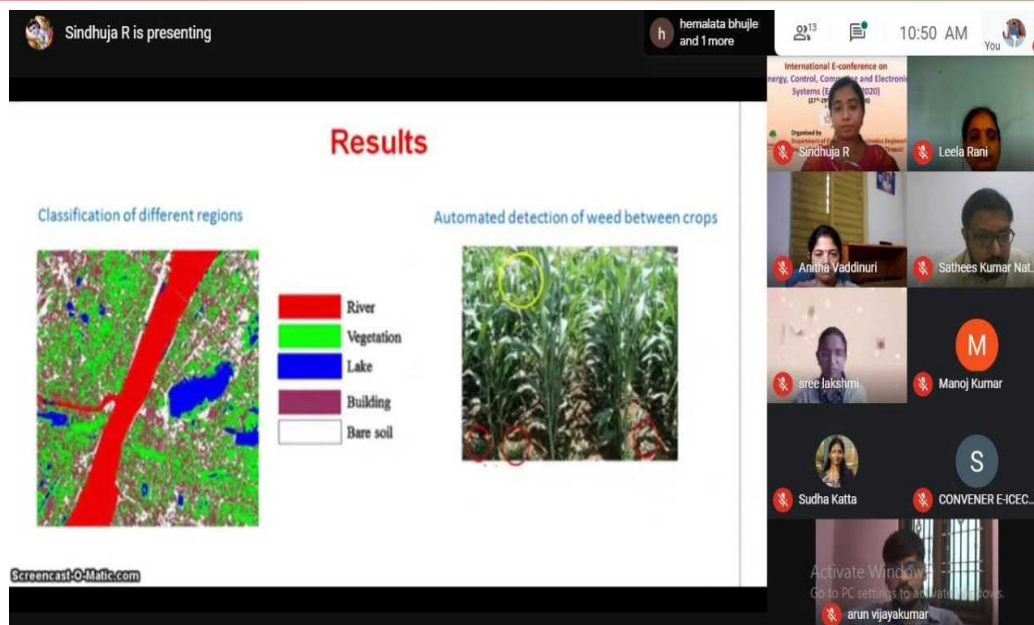 Sindhuja R is presenting
h
hemalata bhujle
and 1 more
13
10:50 AM
You
Results
Classification of different regions
Automated detection of weed between crops
River
Vegetation
Lake
Building
Bare soil
Screencast-O-Matic.com
International E-conference on
Systems
2020)
Organised by
Sindhuja R
Leela Rani
Anitha Vaddinuri
Sathees Kumar Nat...
sree lakshmi
M
Manoj Kumar
Sudha Katta
S
CONVENER E-ICEC...
Activate Windows
Go to PC settings to activate Windows.
arun vijayakumar